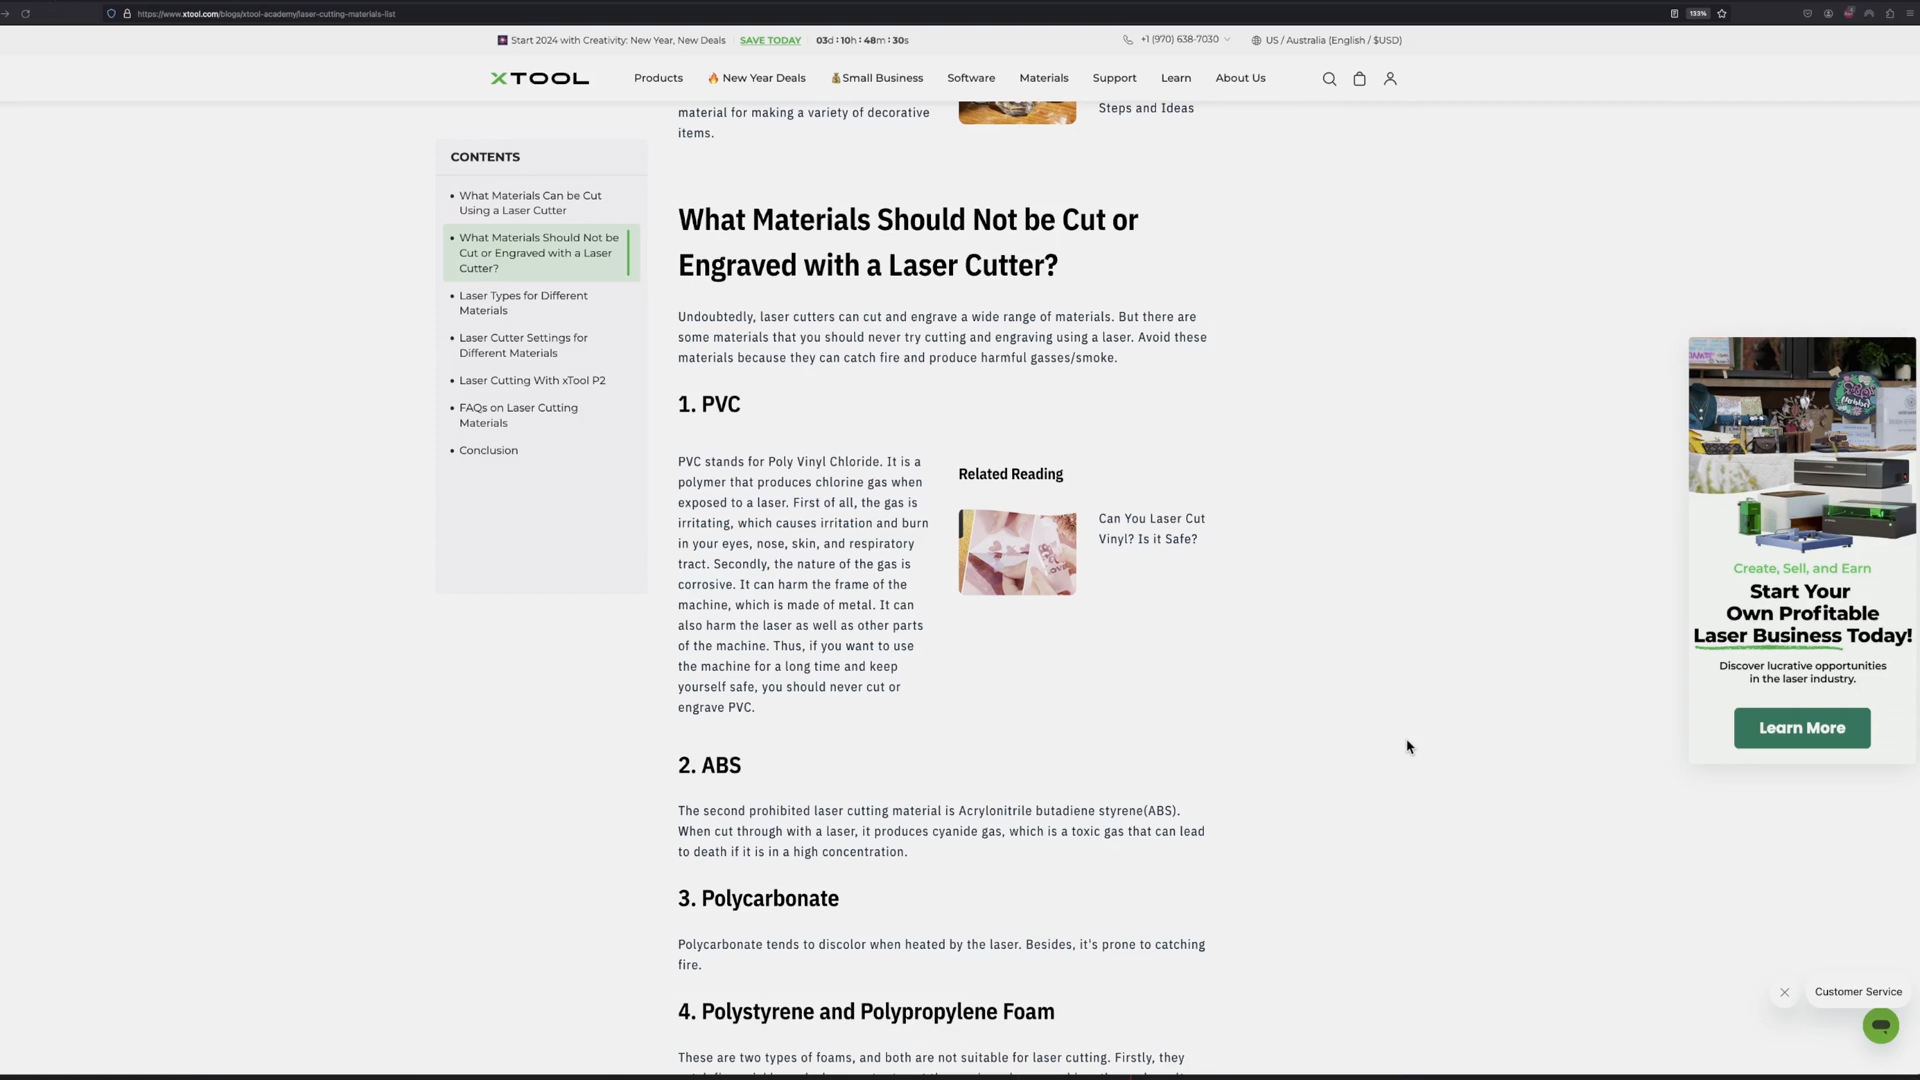 https://www.xtool.com/blogs/xtool-academy/laser-cutting-materials-list
133%
Start 2024 with Creativity: New Year, New Deals SAVE TODAY 03d : 10h : 48m : 30s
+1 (970) 638-7030
US / Australia (English / $USD)
XTOOL
Products
New Year Deals
Small Business
Software
Materials
Support
Learn
About Us
material for making a variety of decorative
items.
Steps and Ideas
CONTENTS
• What Materials Can be Cut
Using a Laser Cutter
• What Materials Should Not be
Cut or Engraved with a Laser
Cutter?
• Laser Types for Different
Materials
• Laser Cutter Settings for
Different Materials
• Laser Cutting With xTool P2
• FAQs on Laser Cutting
Materials
• Conclusion
What Materials Should Not be Cut or
Engraved with a Laser Cutter?
Undoubtedly, laser cutters can cut and engrave a wide range of materials. But there are
some materials that you should never try cutting and engraving using a laser. Avoid these
materials because they can catch fire and produce harmful gasses/smoke.
1. PVC
PVC stands for Poly Vinyl Chloride. It is a
polymer that produces chlorine gas when
exposed to a laser. First of all, the gas is
irritating, which causes irritation and burn
in your eyes, nose, skin, and respiratory
tract. Secondly, the nature of the gas is
corrosive. It can harm the frame of the
machine, which is made of metal. It can
also harm the laser as well as other parts
of the machine. Thus, if you want to use
the machine for a long time and keep
yourself safe, you should never cut or
engrave PVC.
Related Reading
Can You Laser Cut
Vinyl? Is it Safe?
2. ABS
The second prohibited laser cutting material is Acrylonitrile butadiene styrene(ABS).
When cut through with a laser, it produces cyanide gas, which is a toxic gas that can lead
to death if it is in a high concentration.
3. Polycarbonate
Polycarbonate tends to discolor when heated by the laser. Besides, it's prone to catching
fire.
4. Polystyrene and Polypropylene Foam
These are two types of foams, and both are not suitable for laser cutting. Firstly, they
Create, Sell, and Earn
Start Your
Own Profitable
Laser Business Today!
Discover lucrative opportunities
in the laser industry.
Learn More
Customer Service